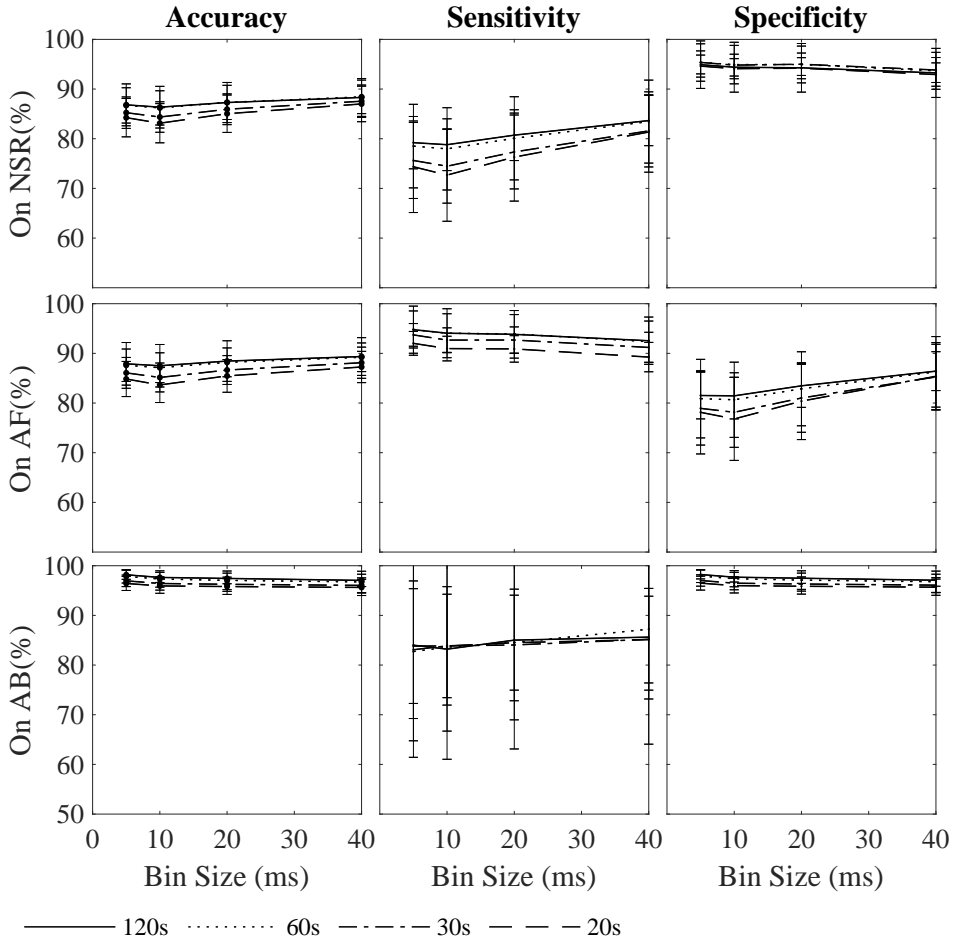 Accuracy Sensitivity Specificity
On NSR(%)
100
90
80
70
60
On AF(%)
100
90
80
70
60
On AB(%)
100
90
80
70
60
50
0 10 20 30 40 10 20 30 40 10 20 30 40
Bin Size (ms) Bin Size (ms) Bin Size (ms)
120s 60s 30s 20s